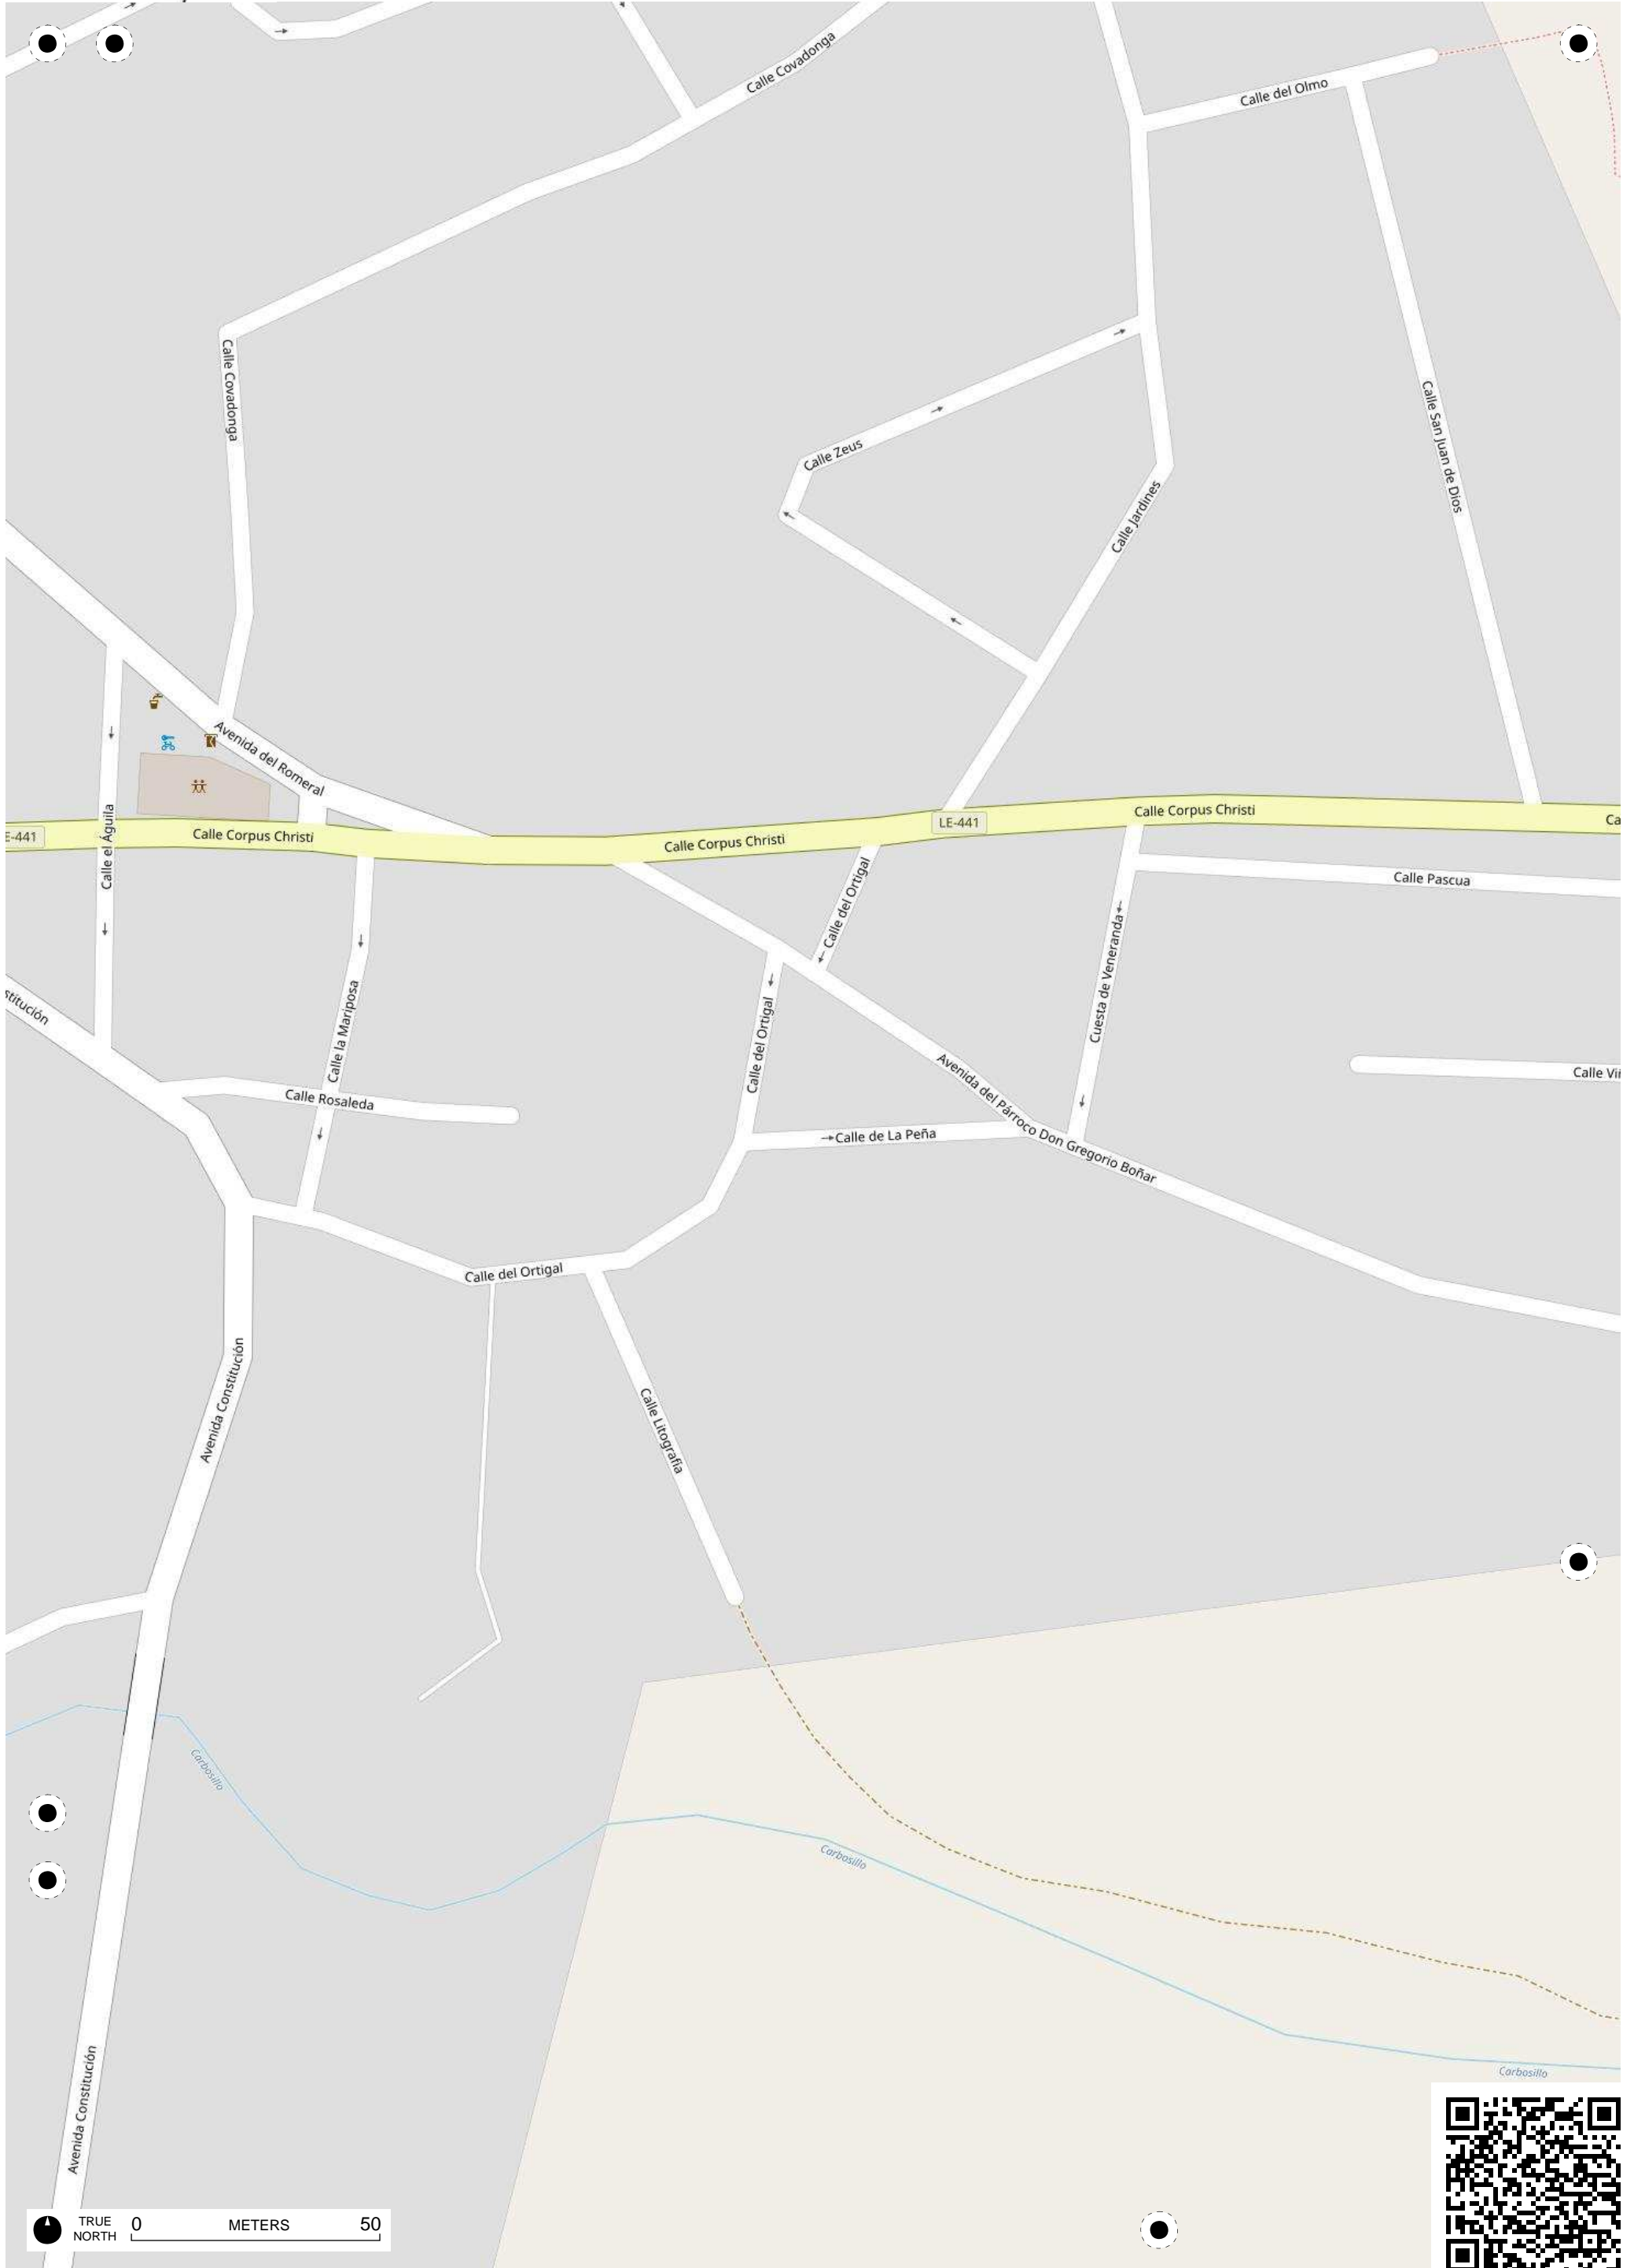 Calle Covadonga
Calle del Olmo
Calle Covadonga
Calle San Juan de Dios
Calle Zeus
Calle Jardines
Avenida del Romeral
Calle Corpus Christi
LE-441
E-441
Calle Corpus Christi
Calle Corpus Christi
Ca
Calle el Águila
Calle del Ortigal
Calle Pascua
Cuesta de Veneranda
stitución
Calle la Mariposa
Calle del Ortigal
Avenida del Párroco Don Gregorio Boñar
Calle Vi
Calle Rosaleda
Calle de La Peña
Calle del Ortigal
Avenida Constitución
Calle Litografía
Carbosillo
Carbosillo
Carbosillo
Avenida Constitución
TRUE NORTH
0 METERS 50